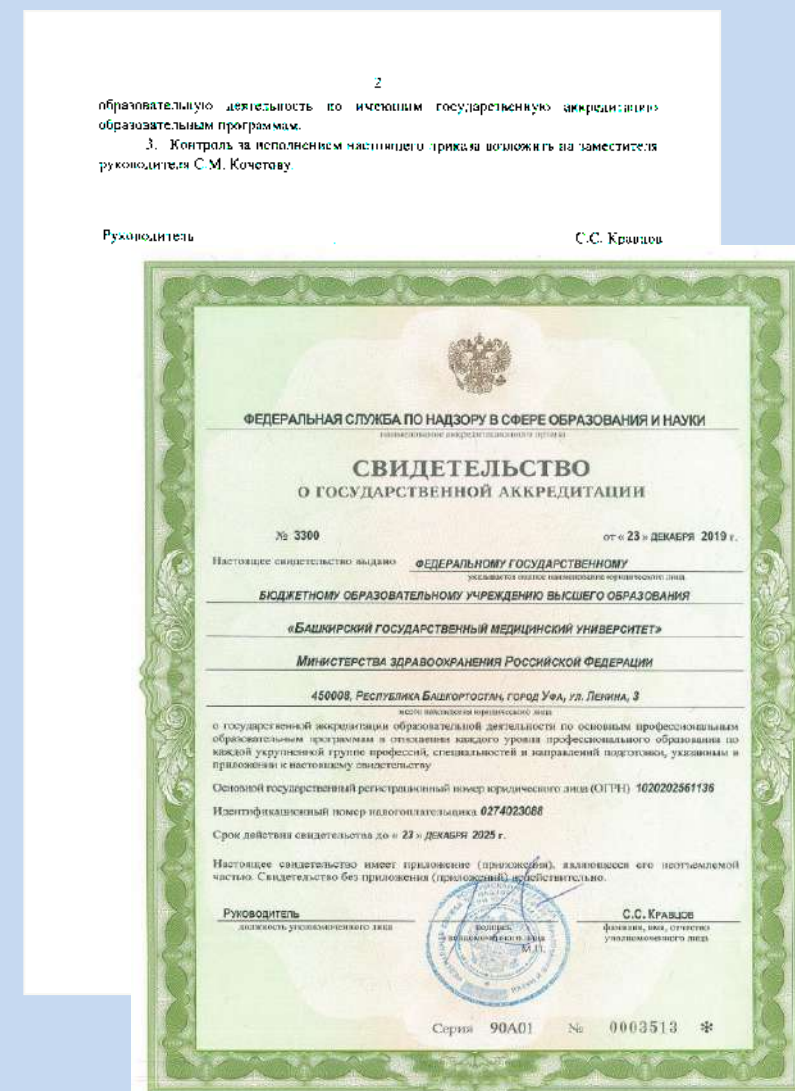 2
образовательную деятельность по имеющим государственную аккредитацию
образовательным программам.
3. Контроль за исполнением настоящего приказа возложить на заместителя
руководителя С.М. Кочетову.
Руководитель С.С. Кравцов
ФЕДЕРАЛЬНАЯ СЛУЖБА ПО НАДЗОРУ В СФЕРЕ ОБРАЗОВАНИЯ И НАУКИ
наименование аккредитационного органа
СВИДЕТЕЛЬСТВО
О ГОСУДАРСТВЕННОЙ АККРЕДИТАЦИИ
№ 3300 от « 23 » ДЕКАБРЯ 2019 г.
Настоящее свидетельство выдано ФЕДЕРАЛЬНОМУ ГОСУДАРСТВЕННОМУ
указывается полное наименование юридического лица
БЮДЖЕТНОМУ ОБРАЗОВАТЕЛЬНОМУ УЧРЕЖДЕНИЮ ВЫСШЕГО ОБРАЗОВАНИЯ
«БАШКИРСКИЙ ГОСУДАРСТВЕННЫЙ МЕДИЦИНСКИЙ УНИВЕРСИТЕТ»
МИНИСТЕРСТВА ЗДРАВООХРАНЕНИЯ РОССИЙСКОЙ ФЕДЕРАЦИИ
450008, РЕСПУБЛИКА БАШКОРТОСТАН, ГОРОД УФА, УЛ. ЛЕНИНА, 3
место нахождения юридического лица
о государственной аккредитации образовательной деятельности по основным профессиональным
образовательным программам в отношении каждого уровня профессионального образования по
каждой укрупненной группе профессий, специальностей и направлений подготовки, указанным в
приложении к настоящему свидетельству
Основной государственный регистрационный номер юридического лица (ОГРН) 1020202561136
Идентификационный номер налогоплательщика 0274023088
Срок действия свидетельства до « 23 » ДЕКАБРЯ 2025 г.
Настоящее свидетельство имеет приложение (приложения), являющееся его неотъемлемой
частью. Свидетельство без приложения (приложений) недействительно.
РУКОВОДИТЕЛЬ С.С. КРАВЦОВ
должность уполномоченного лица подпись уполномоченного лица фамилия, имя, отчество уполномоченного лица
М.П.
Серия 90А01 № 0003513 *